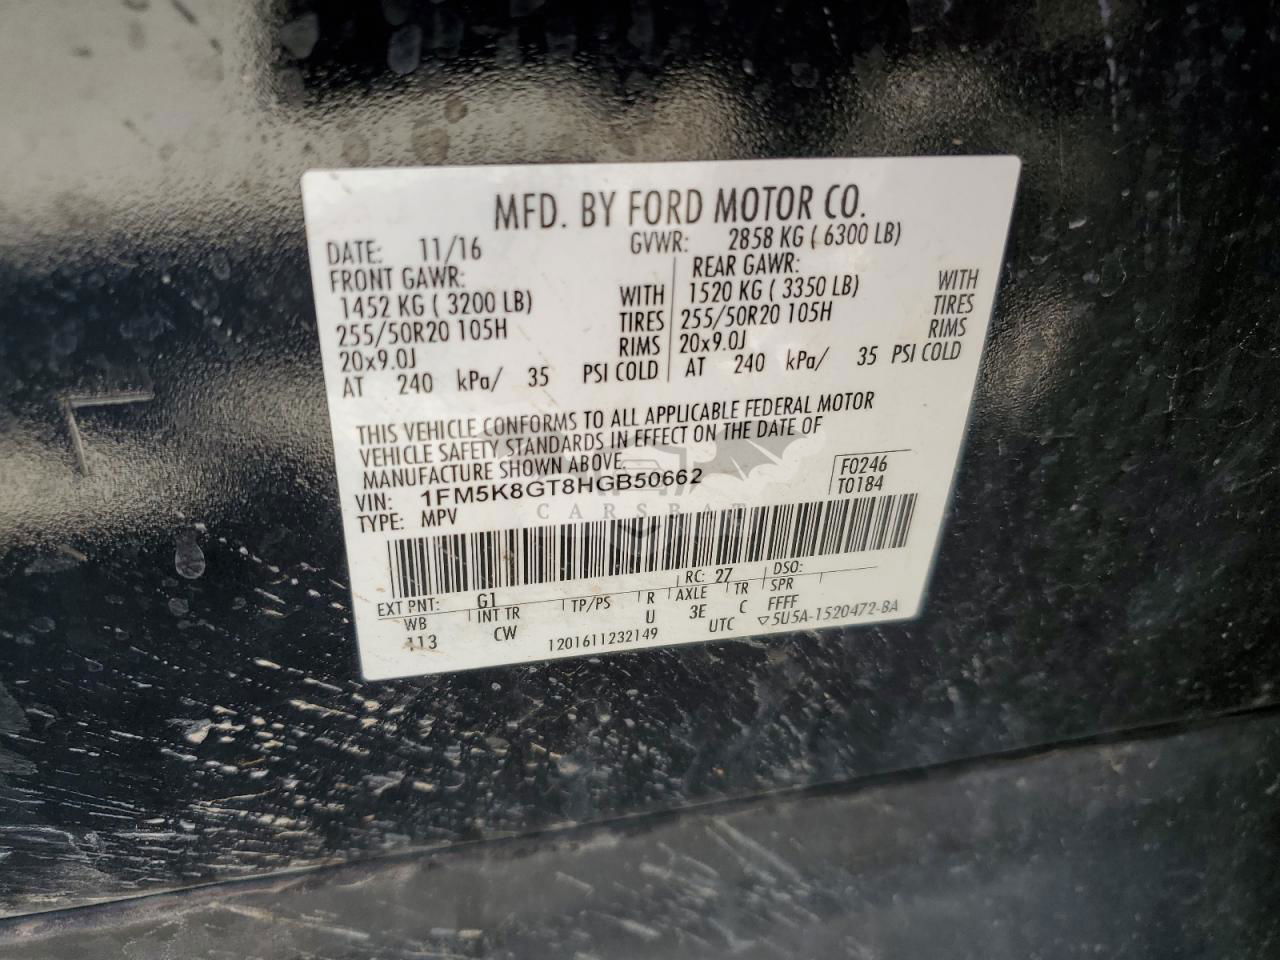 MFD. BY FORD MOTOR CO.
DATE: 11/16 GVWR: 2858 KG ( 6300 LB)
FRONT GAWR: REAR GAWR:
1452 KG ( 3200 LB) WITH 1520 KG ( 3350 LB) WITH
255/50R20 105H TIRES 255/50R20 105H TIRES
20x9.0J RIMS 20x9.0J RIMS
AT 240 kPa/ 35 PSI COLD AT 240 kPa/ 35 PSI COLD
THIS VEHICLE CONFORMS TO ALL APPLICABLE FEDERAL MOTOR
VEHICLE SAFETY STANDARDS IN EFFECT ON THE DATE OF
MANUFACTURE SHOWN ABOVE.
VIN: 1FM5K8GT8HGB50662 F0246
TYPE: MPV T0184
CARSBAT
EXT PNT: G1 RC: 27 DSO:
WB INT TR TP/PS R AXLE TR SPR
113 CW U 3E C FFFF
1201611232149 UTC ▽5U5A-1520472-BA